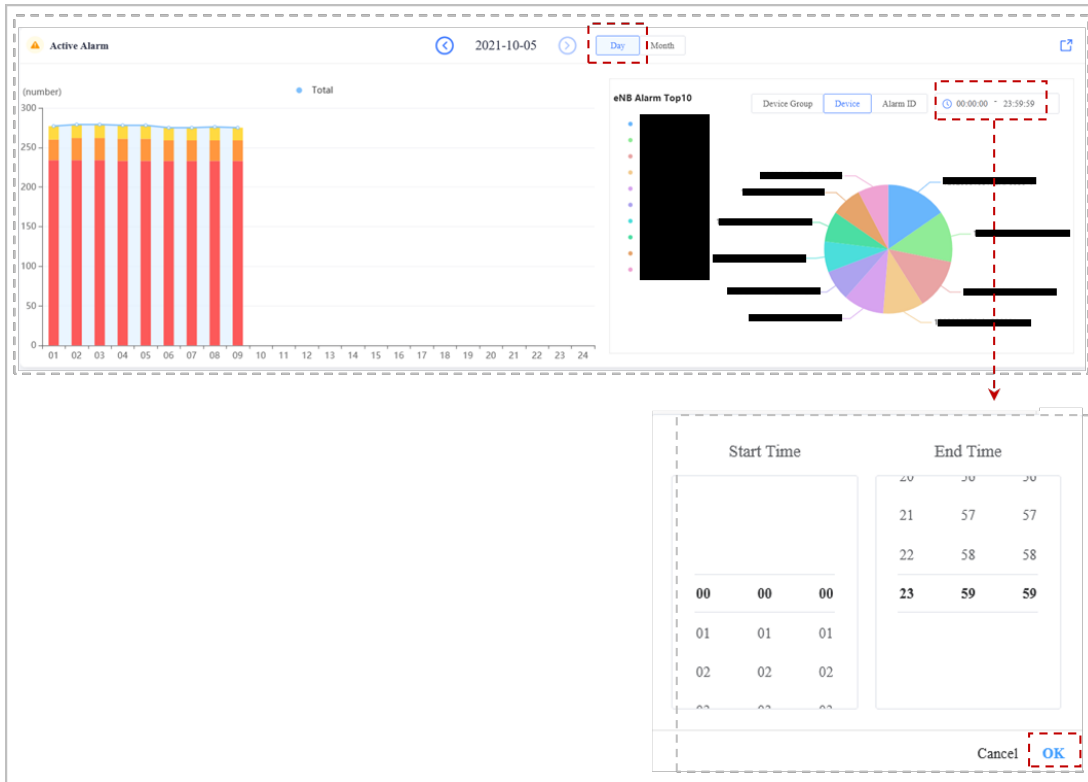 Active Alarm
2021-10-05
Day
Month
(number)
Total
300
250
200
150
100
50
0
01 02 03 04 05 06 07 08 09 10 11 12 13 14 15 16 17 18 19 20 21 22 23 24
eNB Alarm Top10
Device Group
Device
Alarm ID
00:00:00 ~ 23:59:59
Start Time
00 00 00
01 01 01
02 02 02
03 03 03
End Time
20 56 56
21 57 57
22 58 58
23 59 59
Cancel
OK